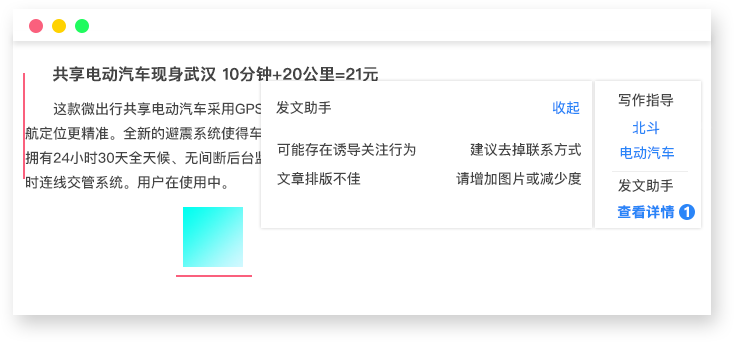 共享电动汽车现身武汉 10分钟+20公里=21元
这款微出行共享电动汽车采用GPS
航定位更精准。全新的避震系统使得车
拥有24小时30天全天候、无间断后台监
时连线交管系统。用户在使用中。
发文助手 收起
可能存在诱导关注行为 建议去掉联系方式
文章排版不佳 请增加图片或减少度
写作指导
北斗
电动汽车
发文助手
查看详情 1